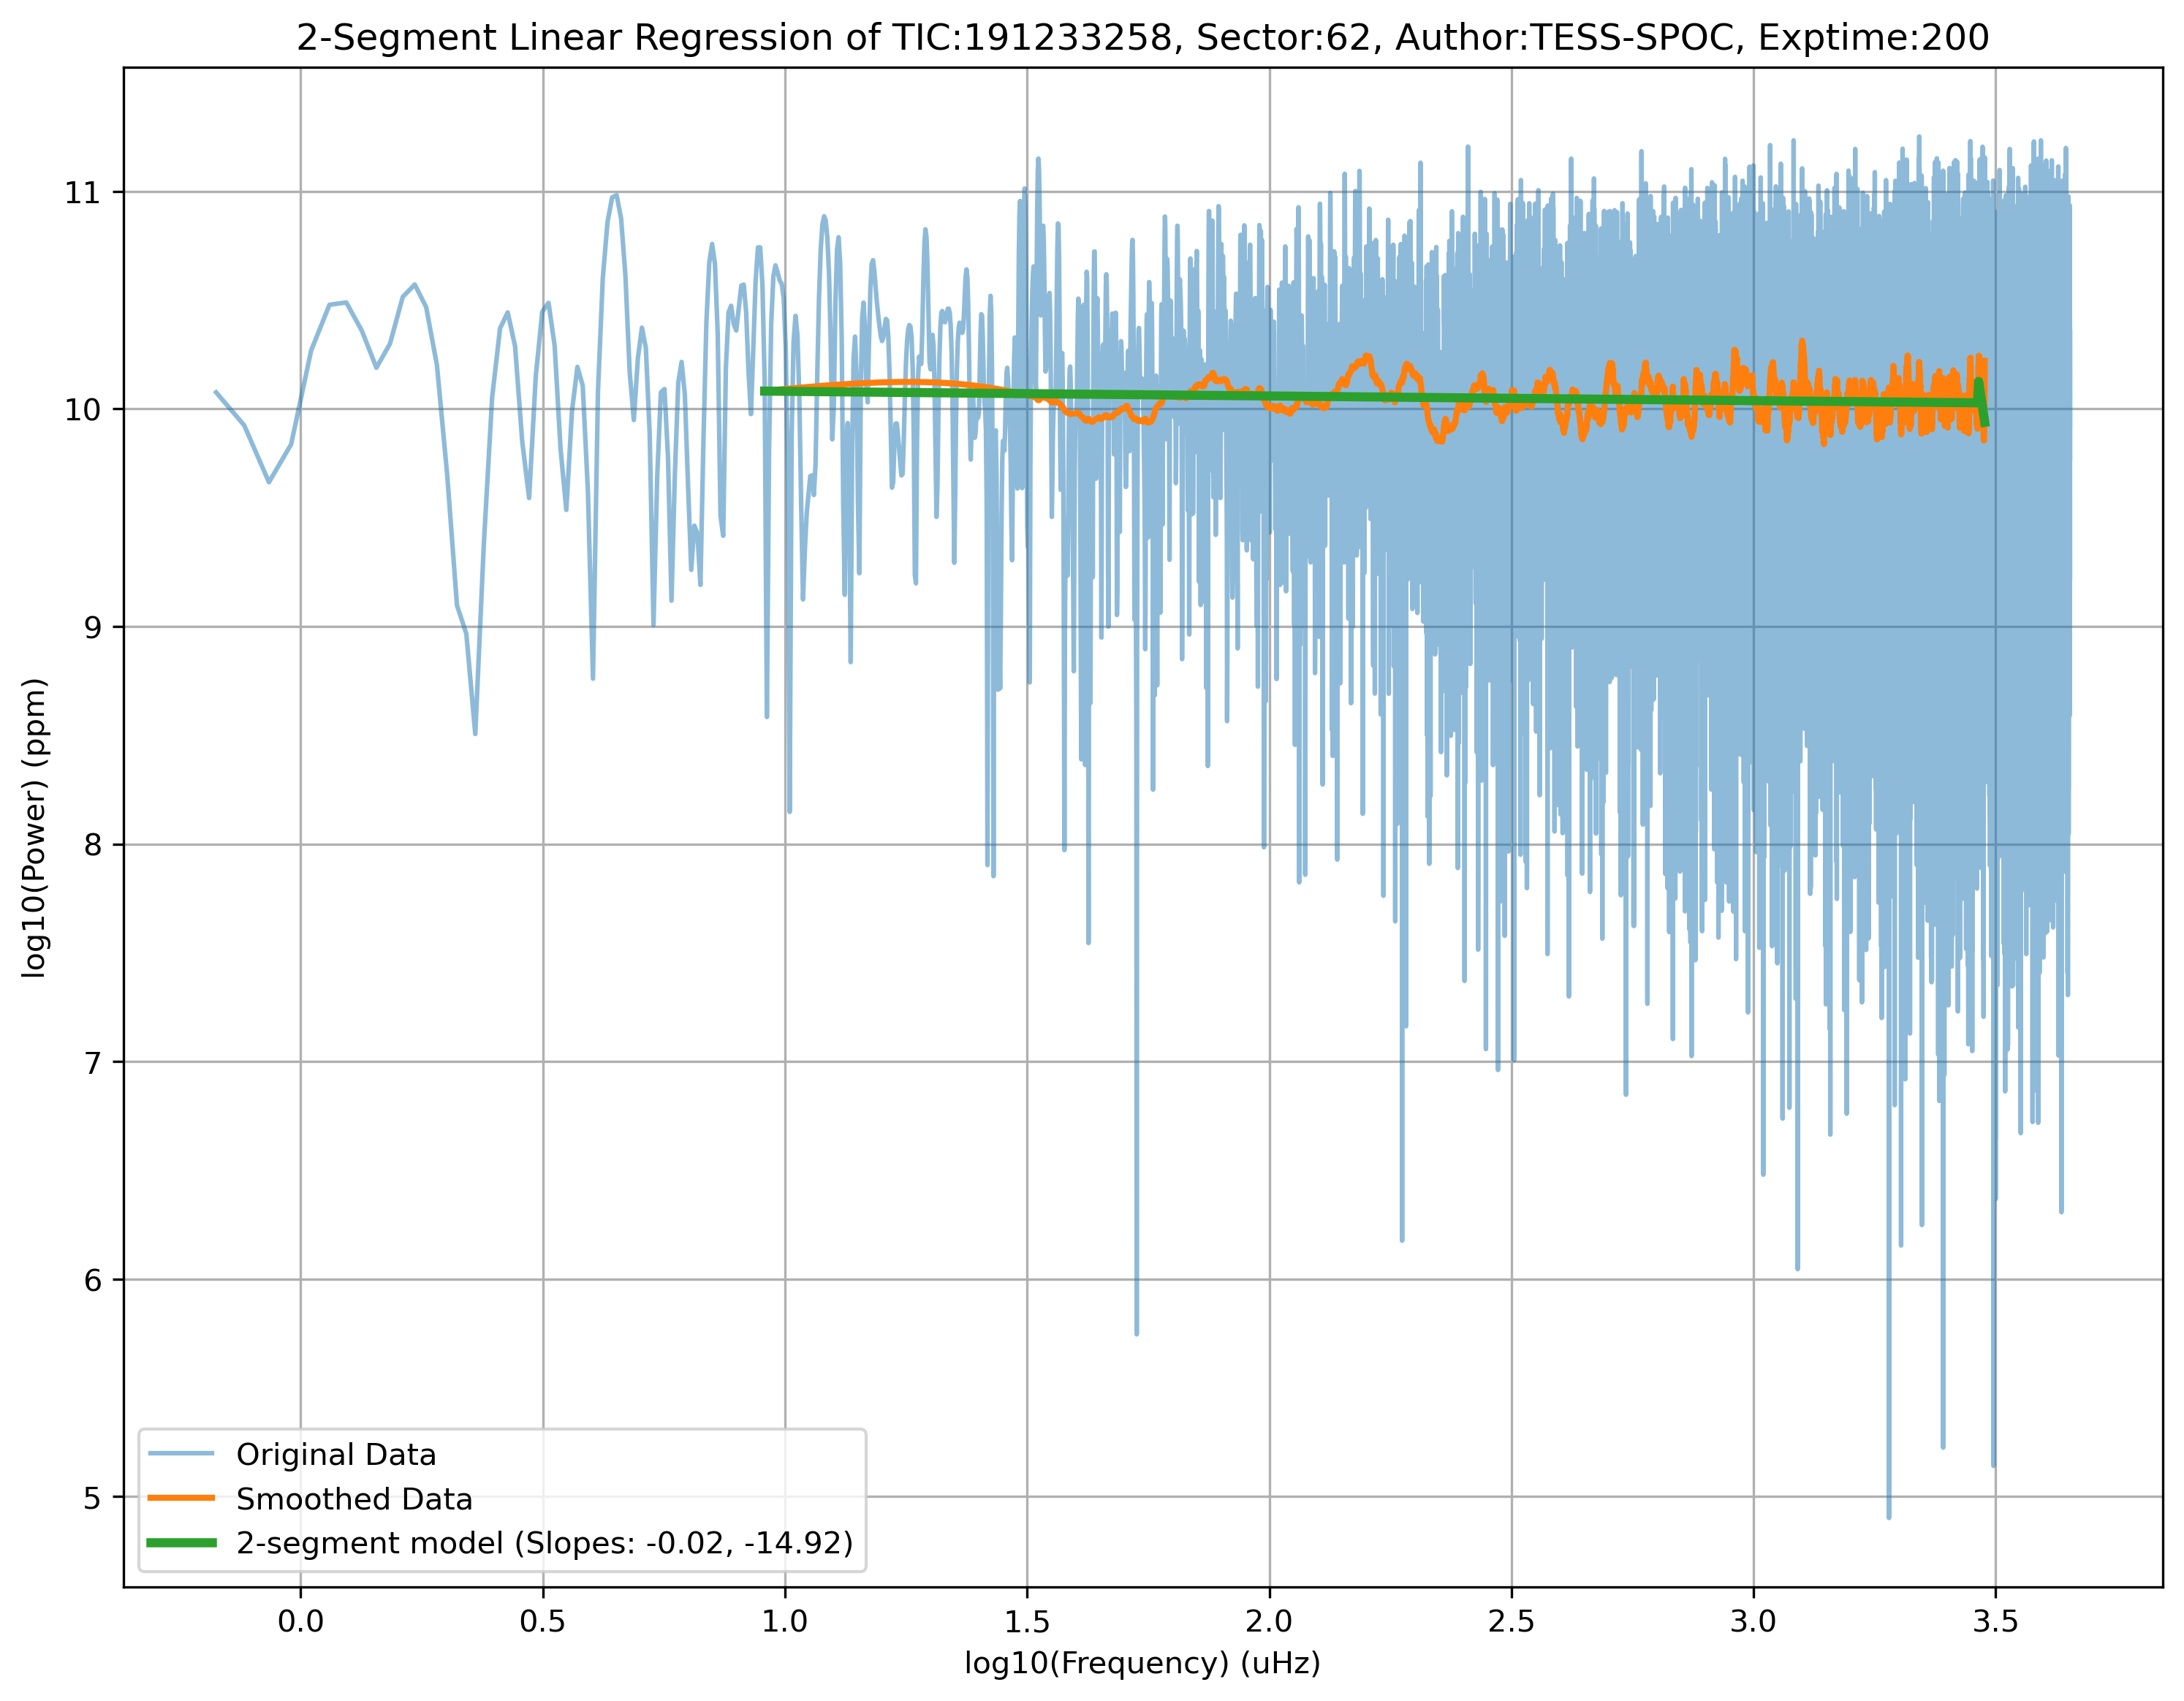 2-Segment Linear Regression of TIC:191233258, Sector:62, Author:TESS-SPOC, Exptime:200
log10(Power) (ppm)
11
10
9
8
7
6
5
Original Data
Smoothed Data
2-segment model (Slopes: -0.02, -14.92)
0.0 0.5 1.0 1.5 2.0 2.5 3.0 3.5
log10(Frequency) (uHz)